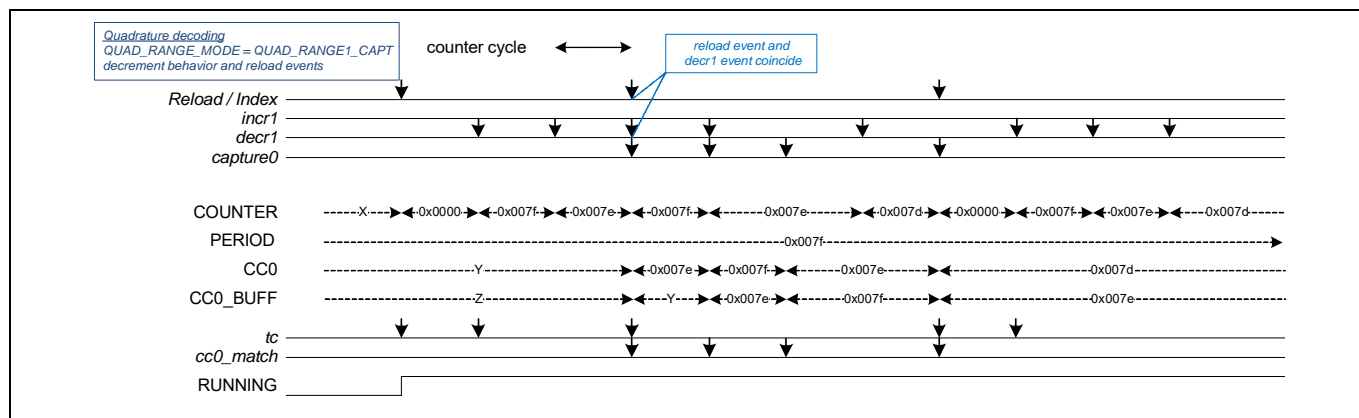 Quadrature decoding
QUAD_RANGE_MODE = QUAD_RANGE1_CAPT
decrement behavior and reload events
counter cycle
reload event and
decr1 event coincide
Reload / Index
incr1
decr1
capture0
COUNTER X 0x0000 0x007f 0x007e 0x007f 0x007e 0x007d 0x0000 0x007f 0x007e 0x007d
PERIOD 0x007f
CC0 Y 0x007e 0x007f 0x007e 0x007d
CC0_BUFF Z Y 0x007e 0x007f 0x007e
tc
cc0_match
RUNNING